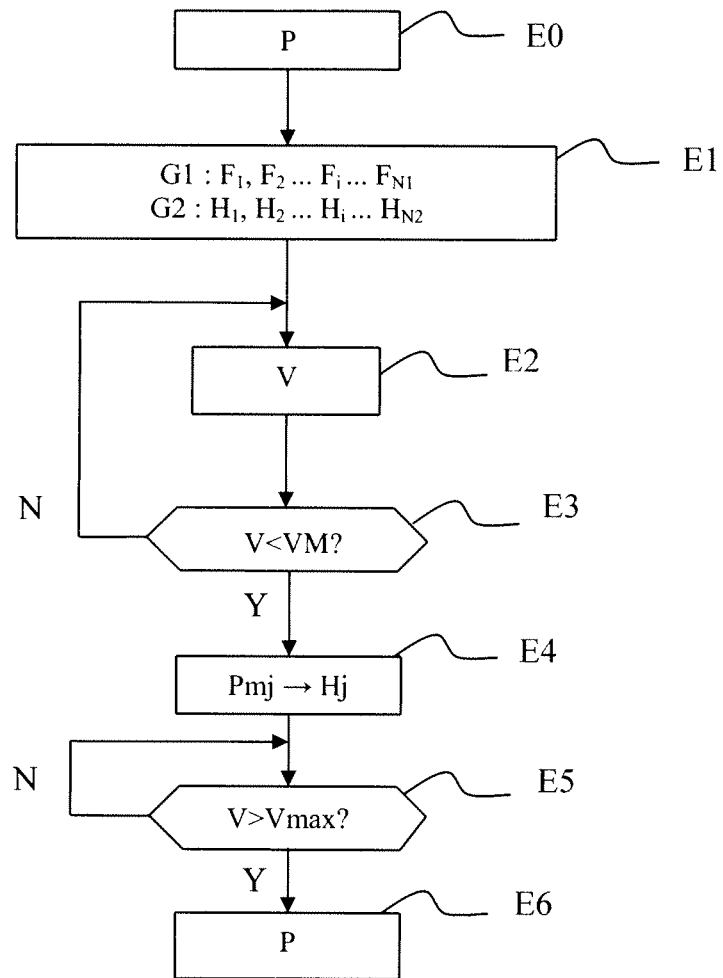 P
E0
E1
G1 : F1, F2 ... Fi ... FN1
G2 : H1, H2 ... Hi ... HN2
V
E2
N
V<VM?
E3
Y
E4
Pmj → Hj
N
V>Vmax?
E5
Y
E6
P